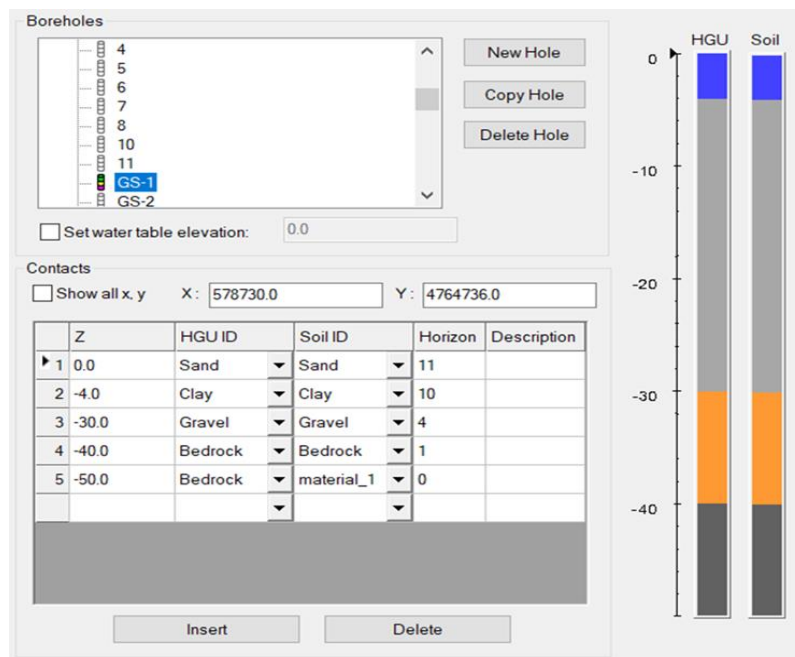 Boreholes
4
5
6
7
8
10
11
GS-1
GS-2
New Hole
Copy Hole
Delete Hole
Set water table elevation: 0.0
Contacts
Show all x, y X: 578730.0 Y: 4764736.0
Z HGU ID Soil ID Horizon Description
1 0.0 Sand Sand 11
2 -4.0 Clay Clay 10
3 -30.0 Gravel Gravel 4
4 -40.0 Bedrock Bedrock 1
5 -50.0 Bedrock material_1 0
Insert Delete
HGU Soil
0
-10
-20
-30
-40